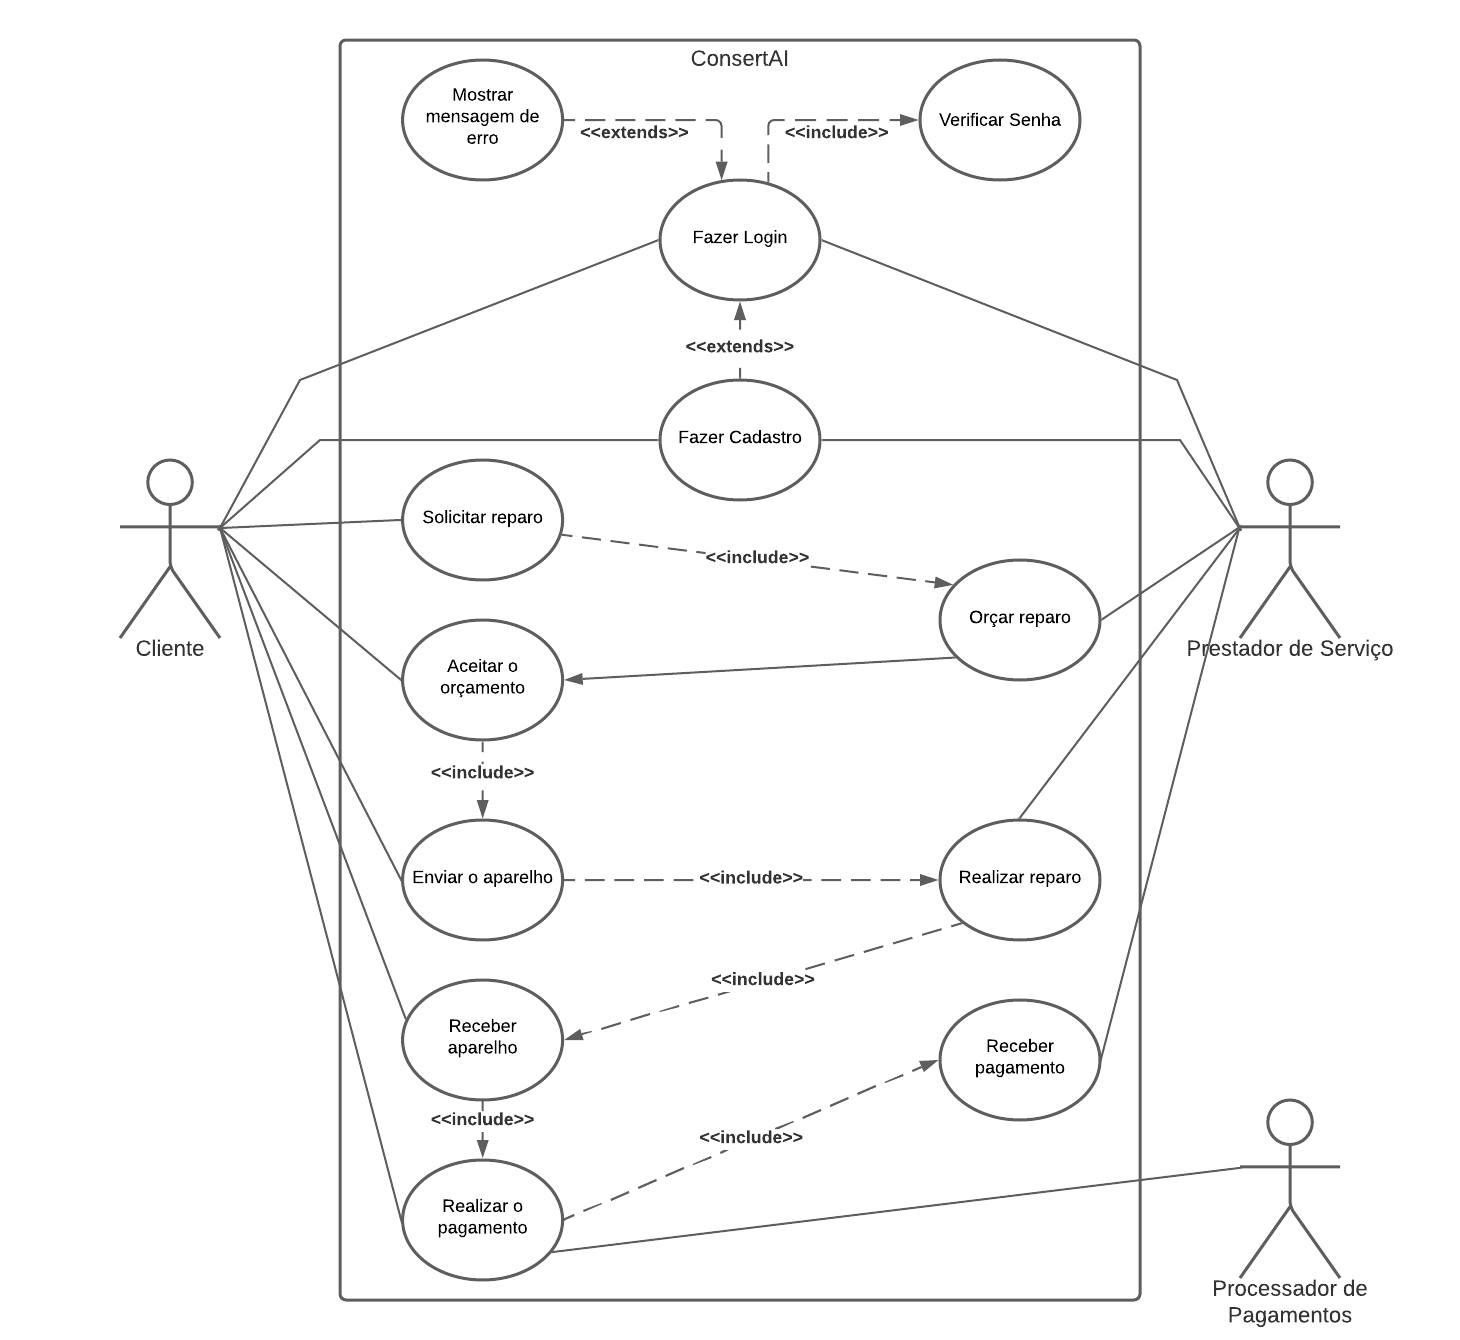 ConsertAI
Mostrar
mensagem de
erro
<<extends>>
<<include>>
Verificar Senha
Fazer Login
<<extends>>
Fazer Cadastro
Solicitar reparo
<<include>>
Orçar reparo
Cliente
Prestador de Serviço
Aceitar o
orçamento
<<include>>
Enviar o aparelho
<<include>>
Realizar reparo
<<include>>
Receber
aparelho
Receber
pagamento
<<include>>
<<include>>
Realizar o
pagamento
Processador de
Pagamentos